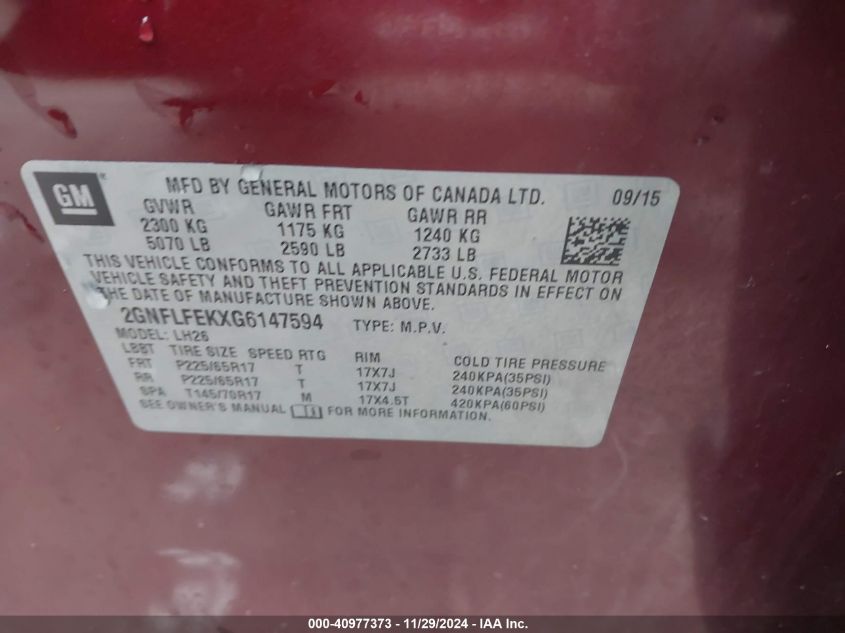 GM
MFD BY GENERAL MOTORS OF CANADA LTD. 09/15
GVWR GAWR FRT GAWR RR
2300 KG 1175 KG 1240 KG
5070 LB 2590 LB 2733 LB
THIS VEHICLE CONFORMS TO ALL APPLICABLE U.S. FEDERAL MOTOR
VEHICLE SAFETY AND THEFT PREVENTION STANDARDS IN EFFECT ON
THE DATE OF MANUFACTURE SHOWN ABOVE.
2GNFLFEKXG6147594 TYPE: M.P.V.
MODEL: LH26
LBBT TIRE SIZE SPEED RTG RIM COLD TIRE PRESSURE
FRT P225/65R17 T 17X7J 240KPA(35PSI)
RR P225/65R17 T 17X7J 240KPA(35PSI)
SPA T145/70R17 M 17X4.5T 420KPA(60PSI)
SEE OWNER'S MANUAL FOR MORE INFORMATION.
000-40977373 - 11/29/2024 - IAA Inc.